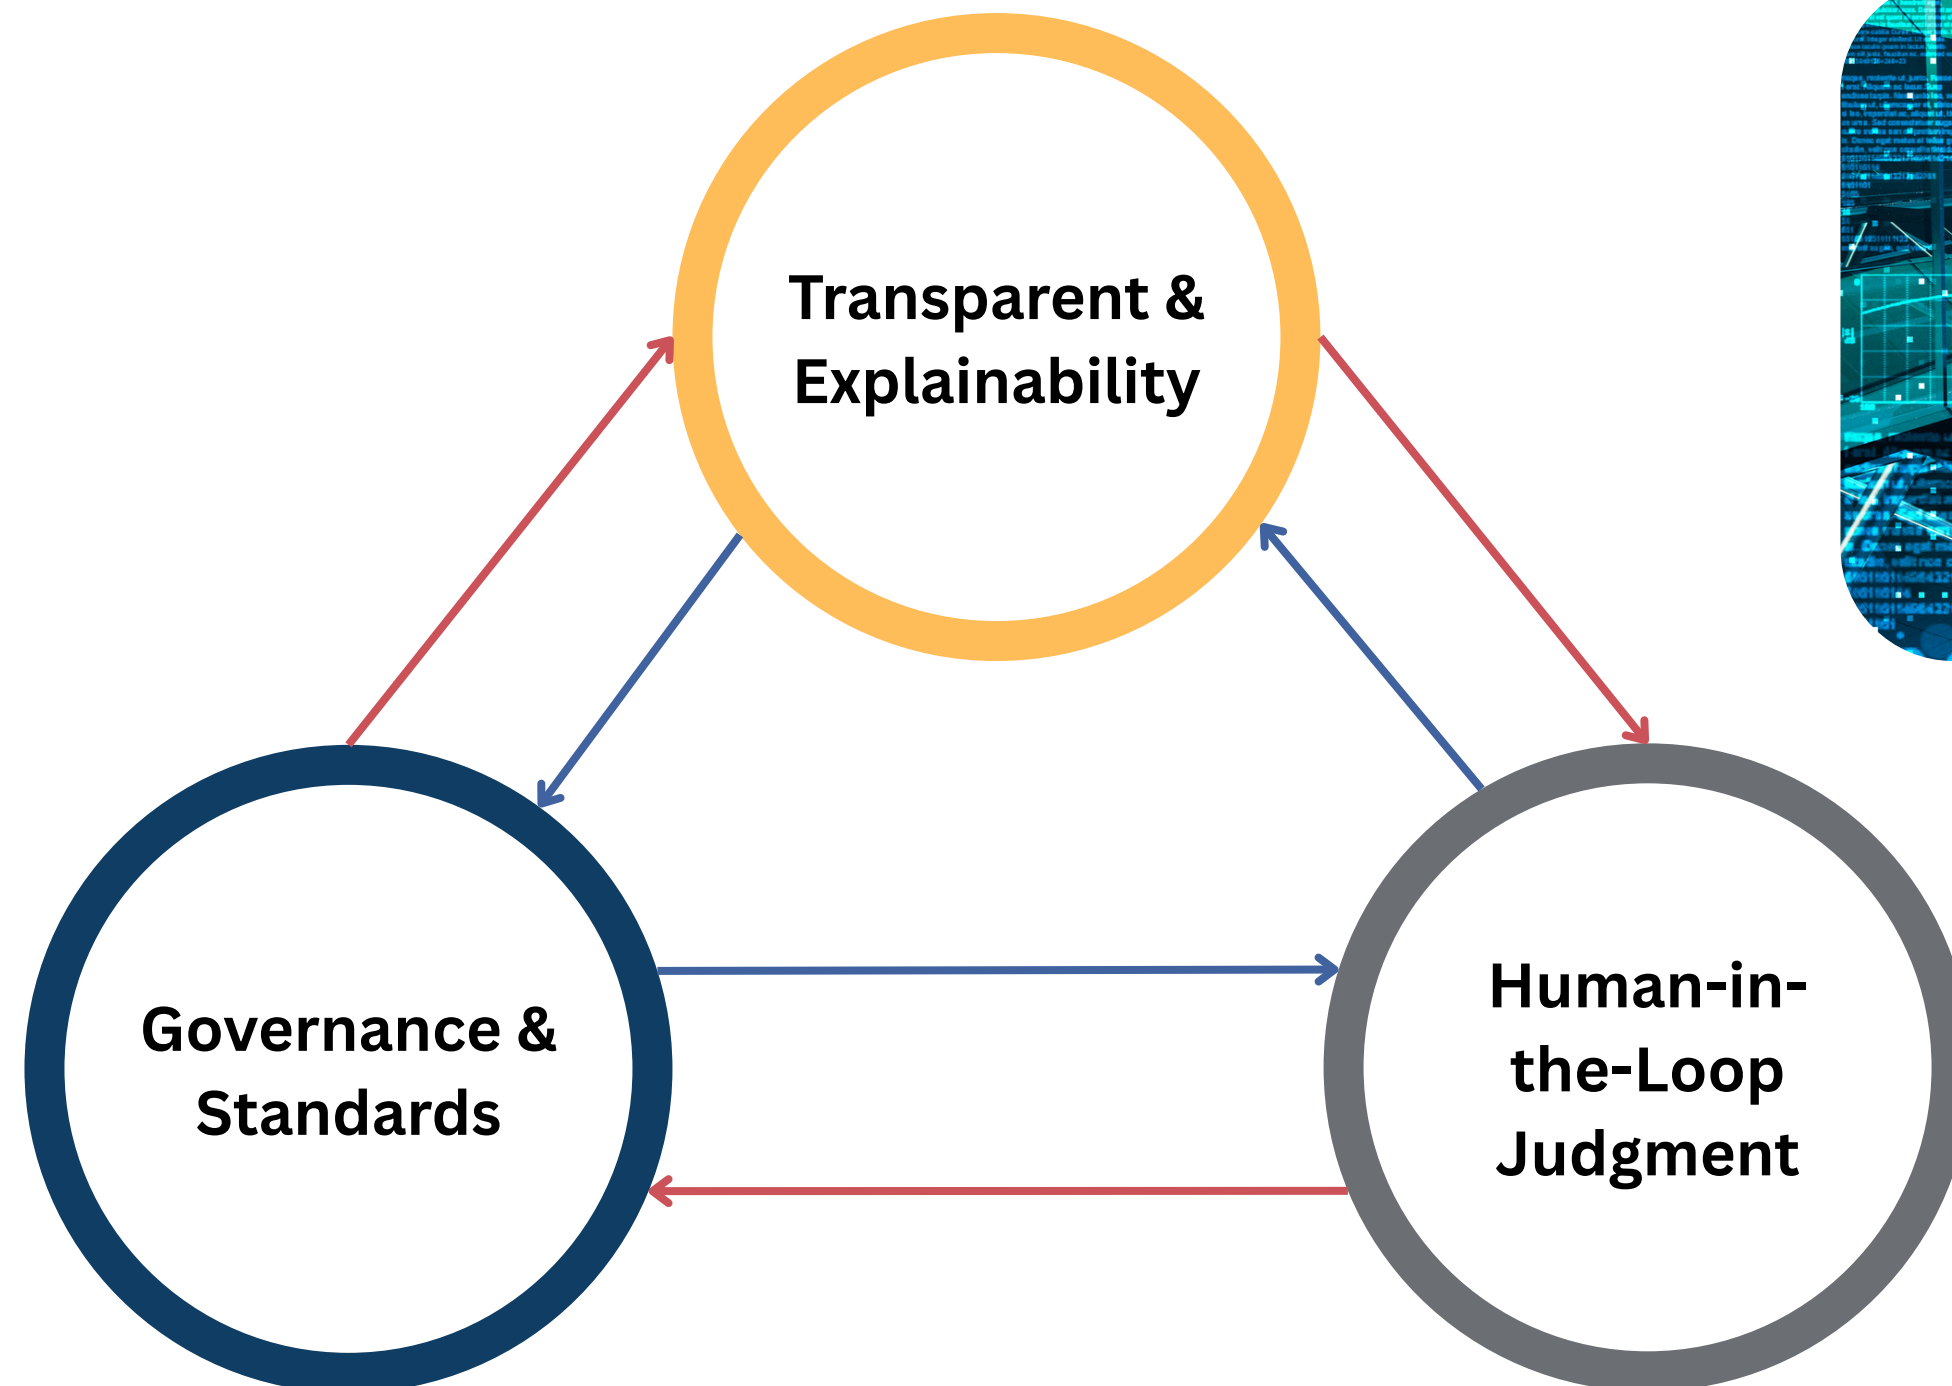 Transparent &
Explainability
Governance &
Standards
Human-in-
the-Loop
Judgment